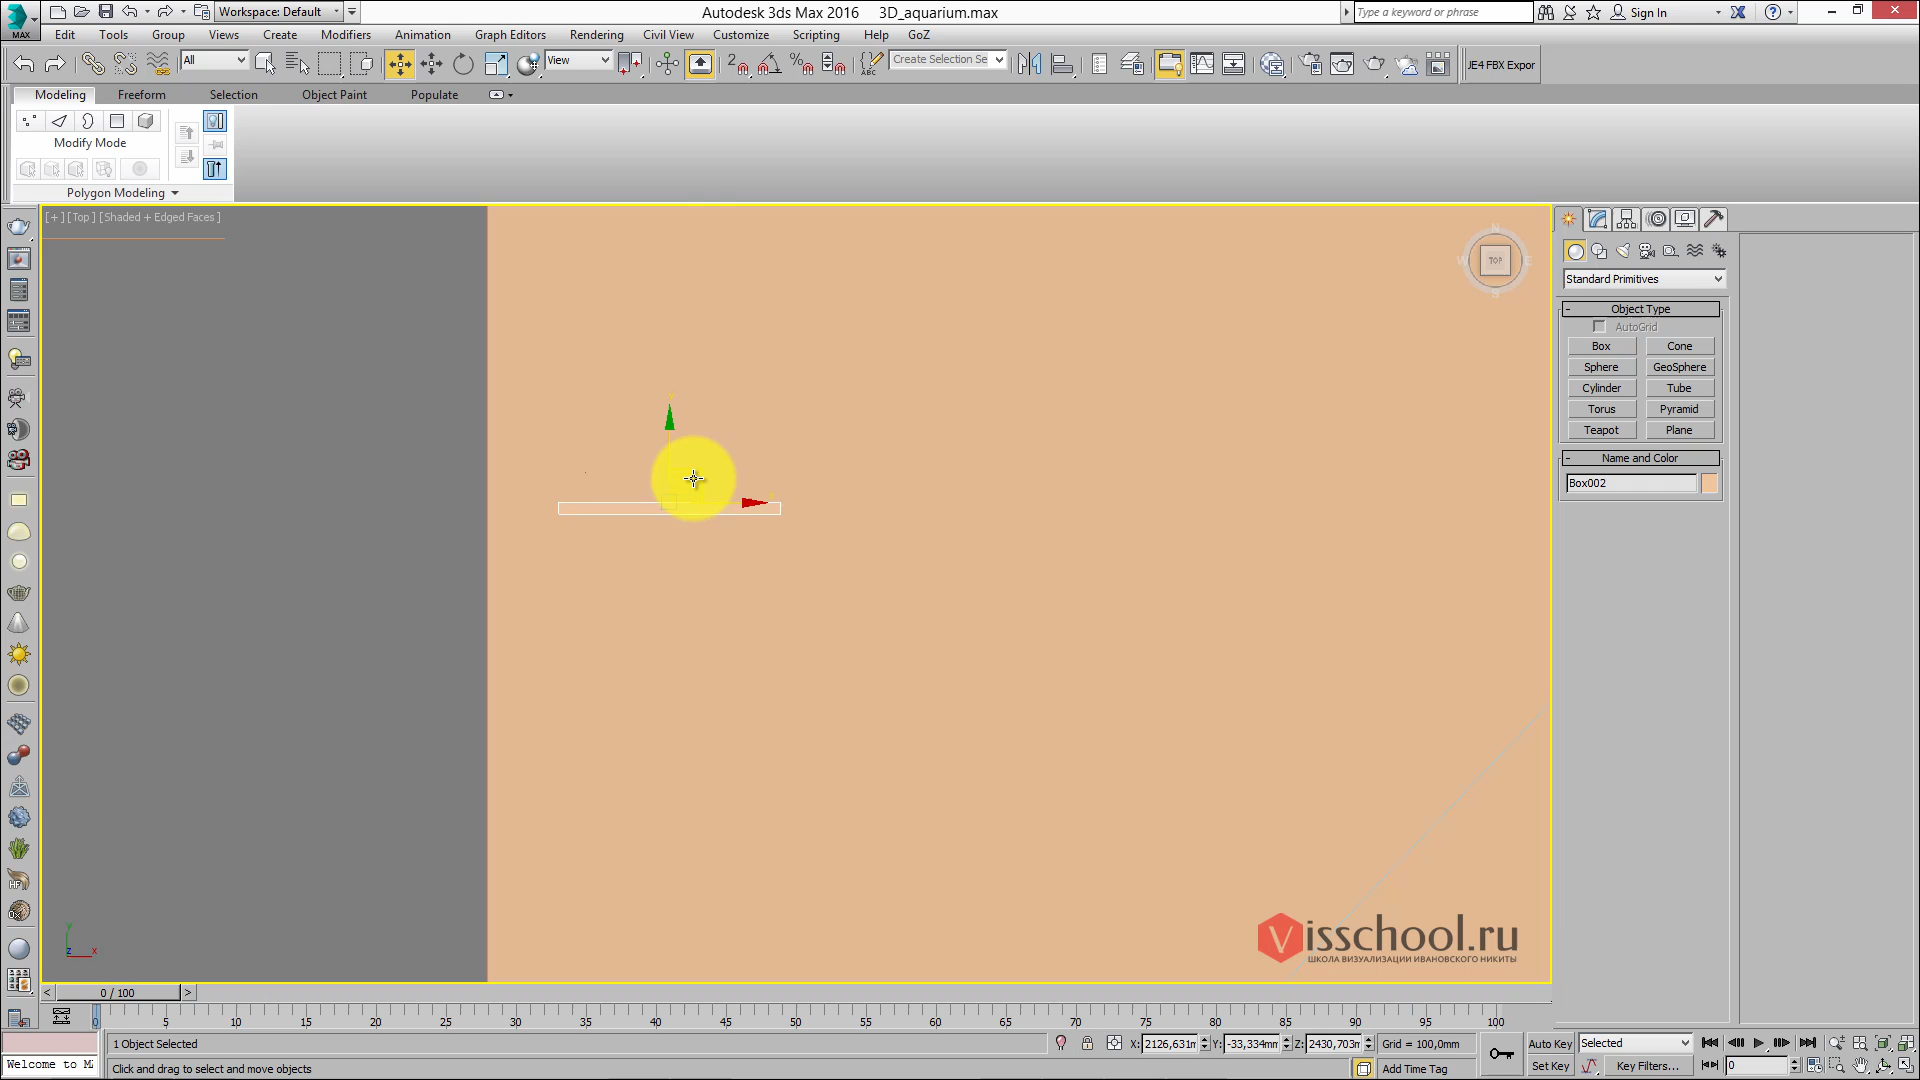 MAX
Workspace: Default
Autodesk 3ds Max 2016 3D_aquarium.max
Type a keyword or phrase
Sign In
Edit Tools Group Views Create Modifiers Animation Graph Editors Rendering Civil View Customize Scripting Help GoZ
All
View
Create Selection Se
JE4 FBX Expor
Modeling Freeform Selection Object Paint Populate
Modify Mode
Polygon Modeling
[+] [Top] [Shaded + Edged Faces]
N
TOP
E
S
Standard Primitives
Object Type
AutoGrid
Box Cone
Sphere GeoSphere
Cylinder Tube
Torus Pyramid
Teapot Plane
Name and Color
Box002
y
z x
Visschool.ru
ШКОЛА ВИЗУАЛИЗАЦИИ ИВАНОВСКОГО НИКИТЫ
< 0 / 100 >
0 5 10 15 20 25 30 35 40 45 50 55 60 65 70 75 80 85 90 95 100
1 Object Selected
X: 2126,631m Y: -33,334mm Z: 2430,703m Grid = 100,0mm
Auto Key Selected
Welcome to M
Click and drag to select and move objects
Add Time Tag
Set Key Key Filters... 0